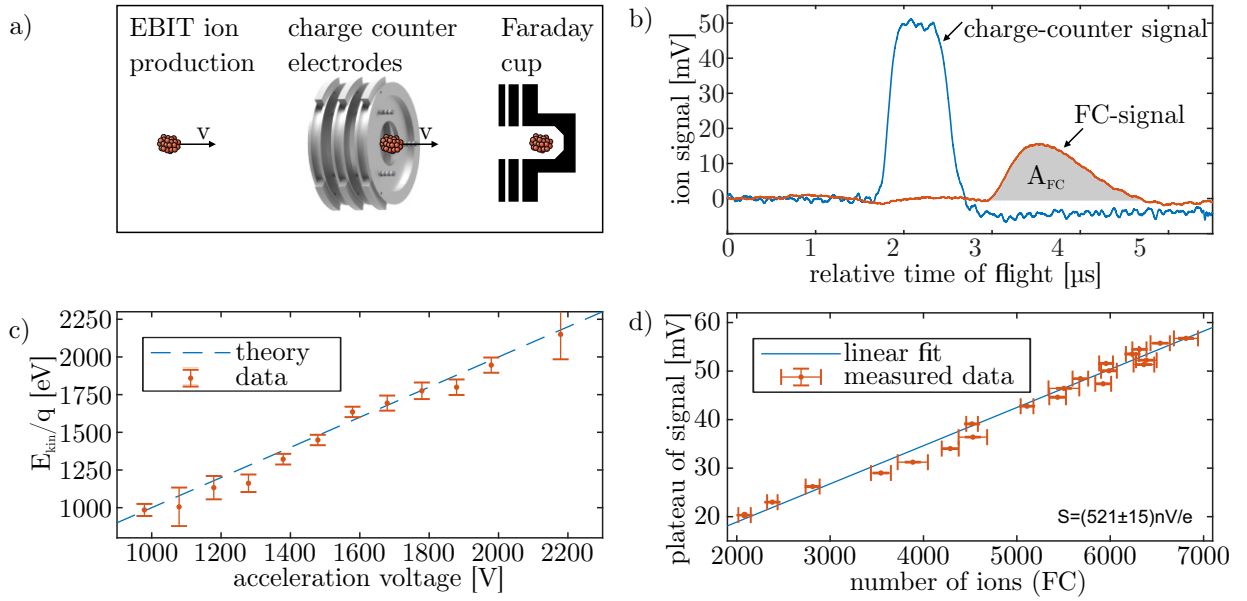 a)
EBIT ion
production
charge counter
electrodes
Faraday
cup
v
v
b)
ion signal [mV]
50
40
30
20
10
0
charge-counter signal
FC-signal
A_FC
0 1 2 3 4 5
relative time of flight [µs]
c)
E_kin/q [eV]
2250
2000
1750
1500
1250
1000
theory
data
1000 1200 1400 1600 1800 2000 2200
acceleration voltage [V]
d)
plateau of signal [mV]
60
50
40
30
20
linear fit
measured data
S=(521±15)nV/e
2000 3000 4000 5000 6000 7000
number of ions (FC)